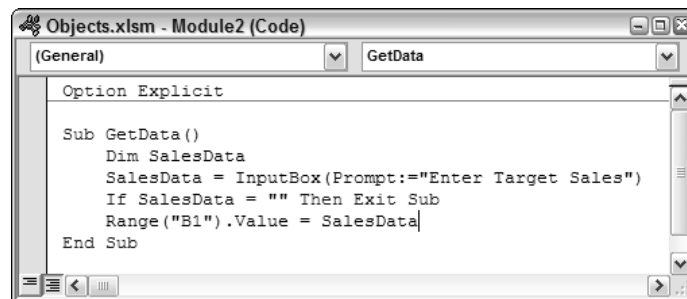 Objects.xlsm - Module2 (Code)
(General) GetData
Option Explicit
Sub GetData()
Dim SalesData
SalesData = InputBox(Prompt:="Enter Target Sales")
If SalesData = "" Then Exit Sub
Range("B1").Value = SalesData
End Sub